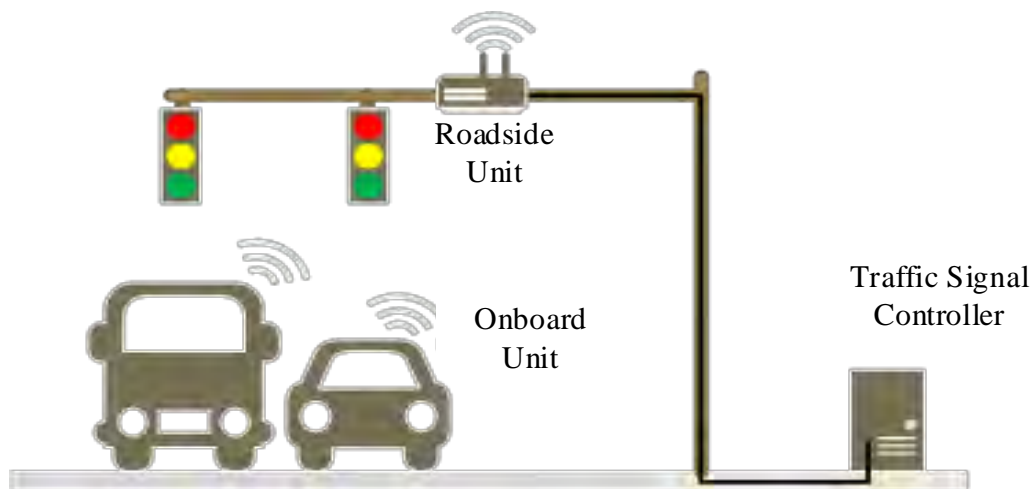 Roadside
Unit
Onboard
Unit
Traffic Signal
Controller